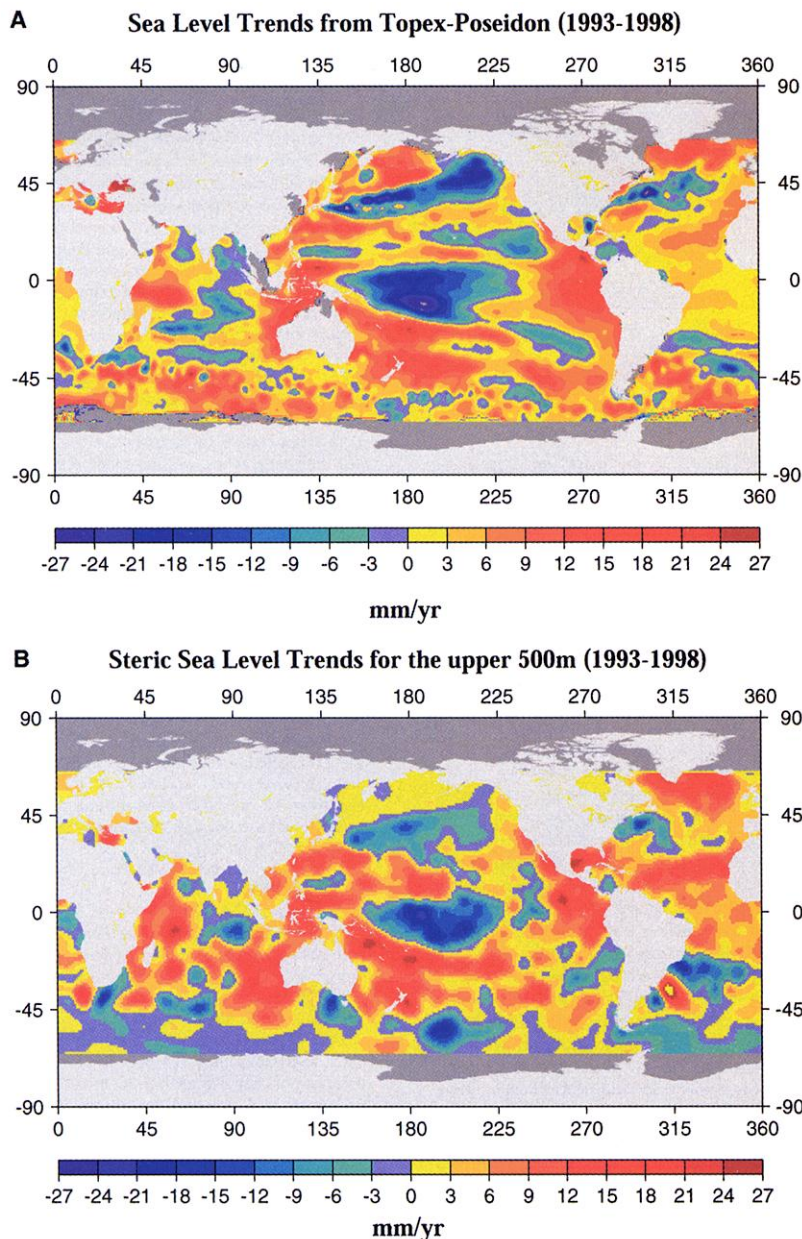 A
Sea Level Trends from Topex-Poseidon (1993-1998)
0 45 90 135 180 225 270 315 360
90 90
45 45
0 0
-45 -45
-90 -90
0 45 90 135 180 225 270 315 360
-27 -24 -21 -18 -15 -12 -9 -6 -3 0 3 6 9 12 15 18 21 24 27
mm/yr
B
Steric Sea Level Trends for the upper 500m (1993-1998)
0 45 90 135 180 225 270 315 360
90 90
45 45
0 0
-45 -45
-90 -90
0 45 90 135 180 225 270 315 360
-27 -24 -21 -18 -15 -12 -9 -6 -3 0 3 6 9 12 15 18 21 24 27
mm/yr